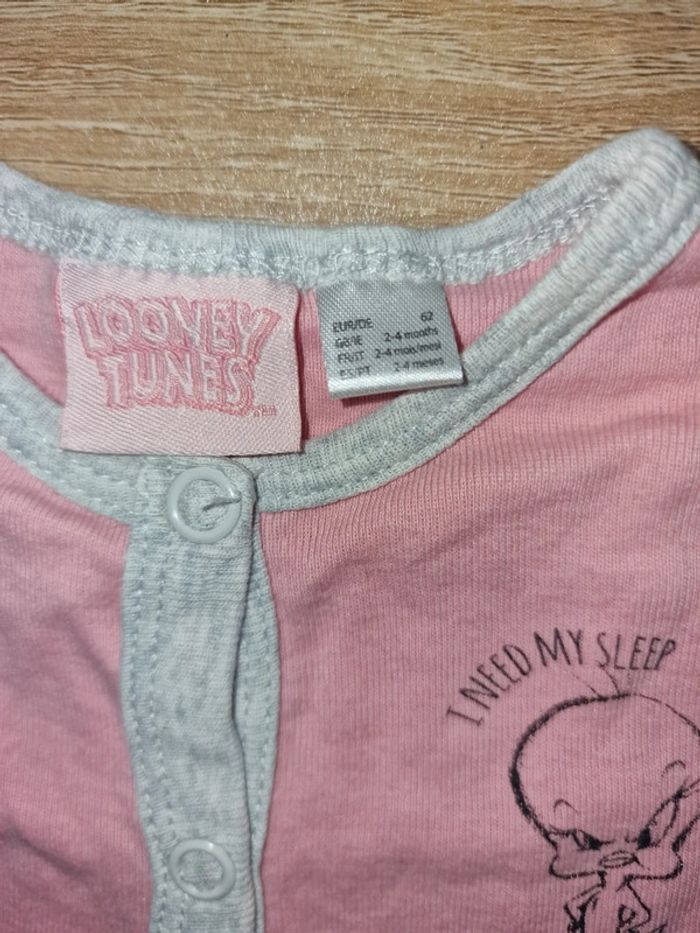 LOONEY
TUNES
EUR/DE 62
GB/IE 2-4 months
FR/IT 2-4 mois/mesi
ES/PT 2-4 meses
I NEED MY SLEEP